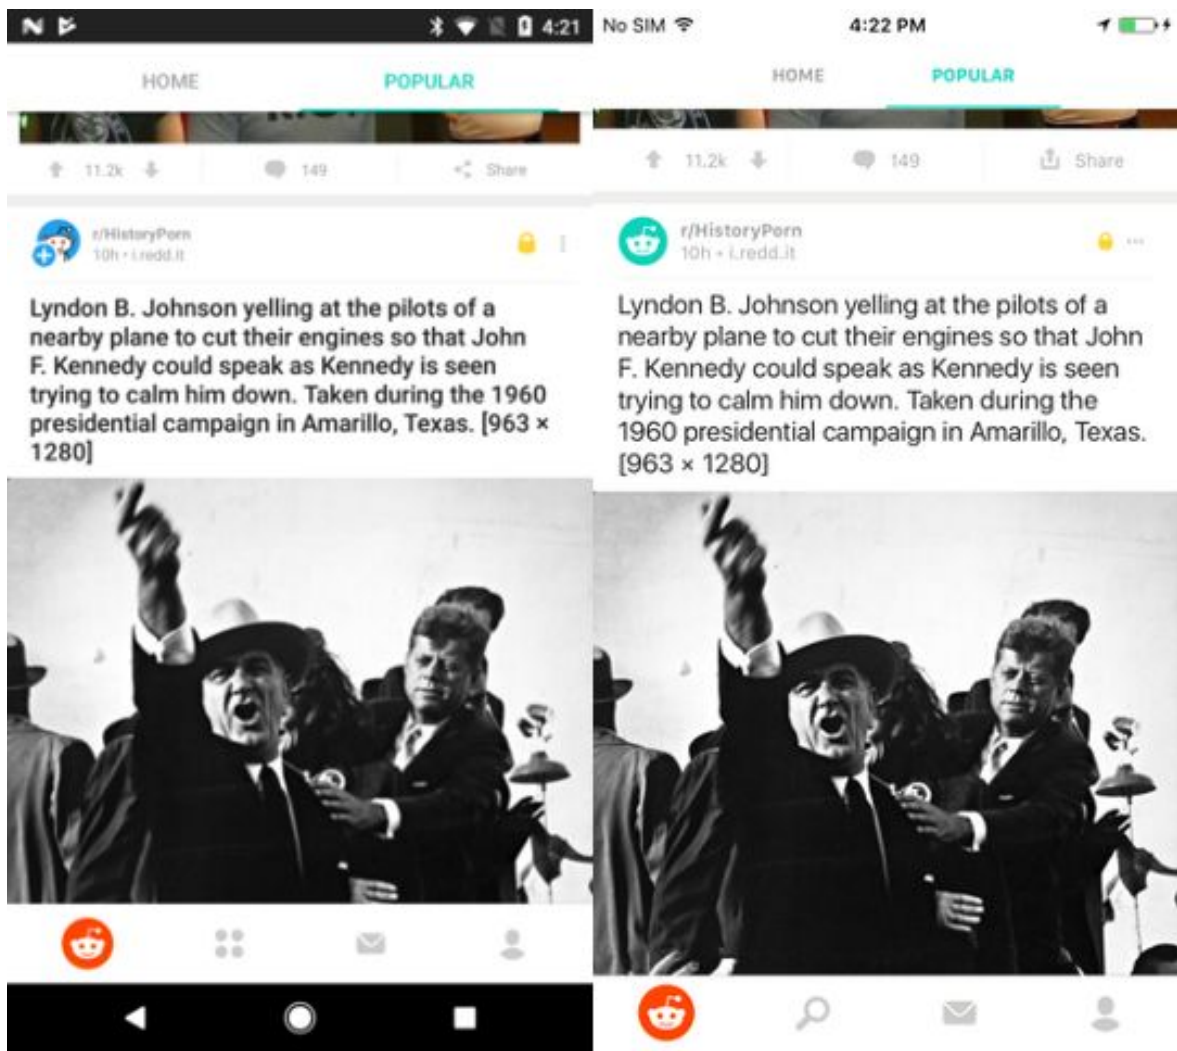 4:21
HOME
POPULAR
11.2k
149
Share
r/HistoryPorn
10h • i.redd.it
Lyndon B. Johnson yelling at the pilots of a
nearby plane to cut their engines so that John
F. Kennedy could speak as Kennedy is seen
trying to calm him down. Taken during the 1960
presidential campaign in Amarillo, Texas. [963 ×
1280]
No SIM
4:22 PM
HOME
POPULAR
11.2k
149
Share
r/HistoryPorn
10h • i.redd.it
Lyndon B. Johnson yelling at the pilots of a
nearby plane to cut their engines so that John
F. Kennedy could speak as Kennedy is seen
trying to calm him down. Taken during the
1960 presidential campaign in Amarillo, Texas.
[963 × 1280]